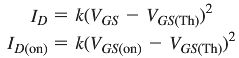 I_D = k(V_GS − V_GS(Th))²
I_D(on) = k(V_GS(on) − V_GS(Th))²